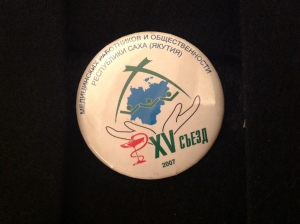 МЕДИЦИНСКИХ РАБОТНИКОВ И ОБЩЕСТВЕННОСТИ
РЕСПУБЛИКИ САХА (ЯКУТИЯ)
XV СЪЕЗД
2007